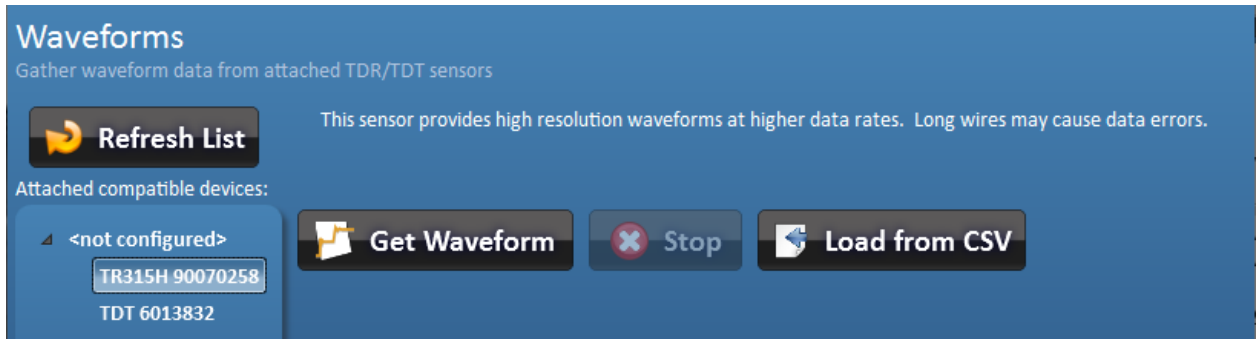 Waveforms
Gather waveform data from attached TDR/TDT sensors
Refresh List
This sensor provides high resolution waveforms at higher data rates. Long wires may cause data errors.
Attached compatible devices:
<not configured>
TR315H 90070258
TDT 6013832
Get Waveform
Stop
Load from CSV